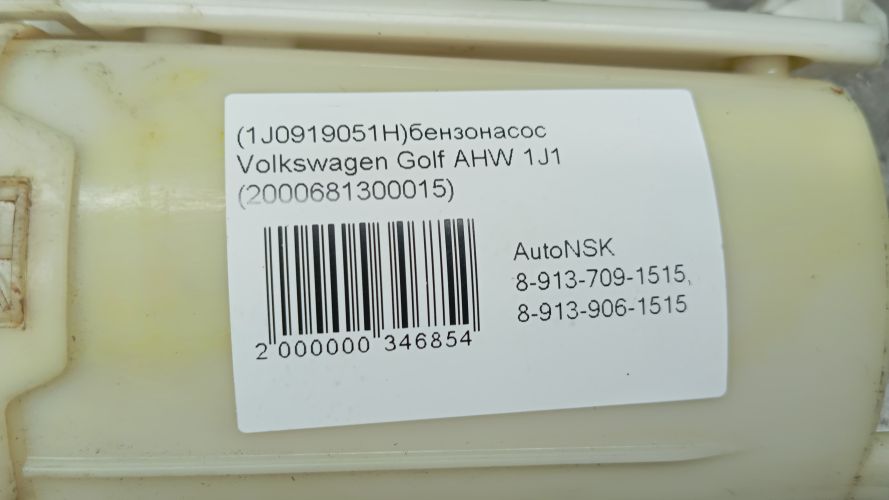 (1J0919051H)бензонасос
Volkswagen Golf AHW 1J1
(2000681300015)
2 000000 346854
AutoNSK
8-913-709-1515,
8-913-906-1515